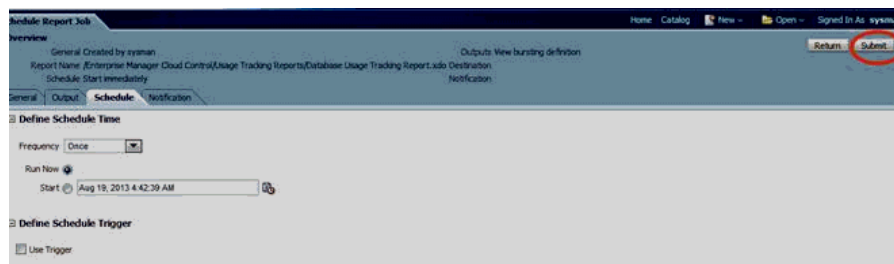 Schedule Report Job
Home Catalog New Open Signed In As
Overview
Return Submit
General Created by sysman
Outputs View bursting definition
Report Name /Enterprise Manager Cloud Control/Usage Tracking Reports/Database Usage Tracking Report.xdo Destination
Schedule Start immediately
Notification
General Output Schedule Notification
Define Schedule Time
Frequency Once
Run Now
Start Aug 19, 2013 4:42:39 AM
Define Schedule Trigger
Use Trigger